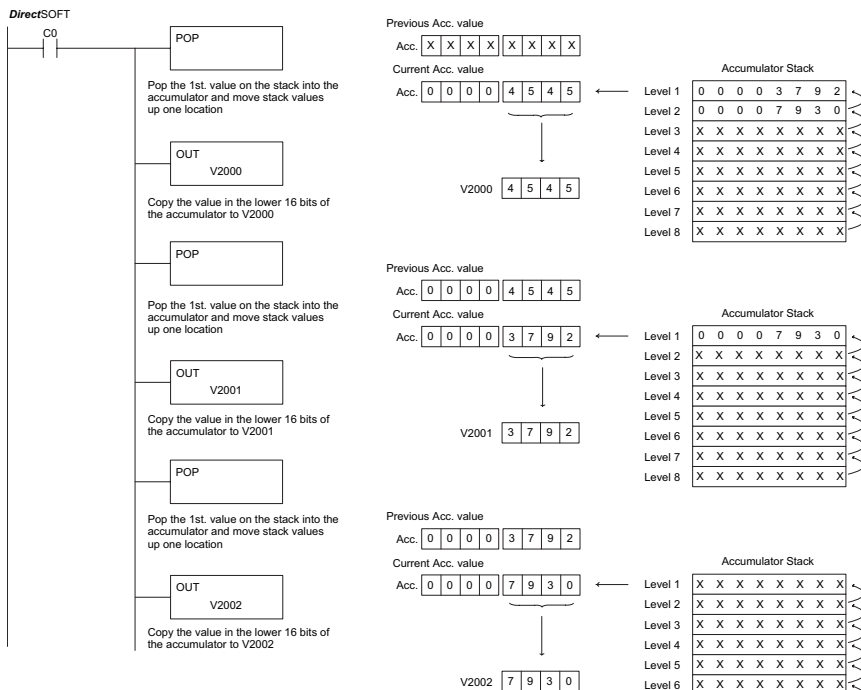 DirectSOFT
C0
POP
Pop the 1st. value on the stack into the
accumulator and move stack values
up one location
OUT
V2000
Copy the value in the lower 16 bits of
the accumulator to V2000
POP
Pop the 1st. value on the stack into the
accumulator and move stack values
up one location
OUT
V2001
Copy the value in the lower 16 bits of
the accumulator to V2001
POP
Pop the 1st. value on the stack into the
accumulator and move stack values
up one location
OUT
V2002
Copy the value in the lower 16 bits of
the accumulator to V2002
Previous Acc. value
Acc. X X X X X X X X
Current Acc. value
Acc. 0 0 0 0 4 5 4 5
V2000 4 5 4 5
Accumulator Stack
Level 1 0 0 0 0 3 7 9 2
Level 2 0 0 0 0 7 9 3 0
Level 3 X X X X X X X X
Level 4 X X X X X X X X
Level 5 X X X X X X X X
Level 6 X X X X X X X X
Level 7 X X X X X X X X
Level 8 X X X X X X X X
Previous Acc. value
Acc. 0 0 0 0 4 5 4 5
Current Acc. value
Acc. 0 0 0 0 3 7 9 2
V2001 3 7 9 2
Accumulator Stack
Level 1 0 0 0 0 7 9 3 0
Level 2 X X X X X X X X
Level 3 X X X X X X X X
Level 4 X X X X X X X X
Level 5 X X X X X X X X
Level 6 X X X X X X X X
Level 7 X X X X X X X X
Level 8 X X X X X X X X
Previous Acc. value
Acc. 0 0 0 0 3 7 9 2
Current Acc. value
Acc. 0 0 0 0 7 9 3 0
V2002 7 9 3 0
Accumulator Stack
Level 1 X X X X X X X X
Level 2 X X X X X X X X
Level 3 X X X X X X X X
Level 4 X X X X X X X X
Level 5 X X X X X X X X
Level 6 X X X X X X X X